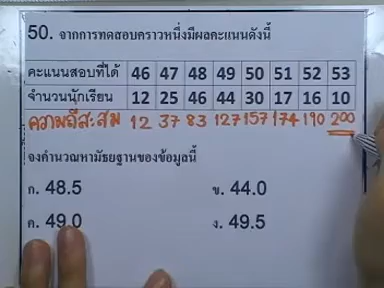 50. จากการทดสอบคราวหนึ่งมีผลคะแนนดังนี้
คะแนนสอบที่ได้ 46 47 48 49 50 51 52 53
จำนวนนักเรียน 12 25 46 44 30 17 16 10
ความถี่สะสม 12 37 83 127 157 174 190 200
จงคำนวณหามัธยฐานของข้อมูลนี้
ก. 48.5 ข. 44.0
ค. 49.0 ง. 49.5